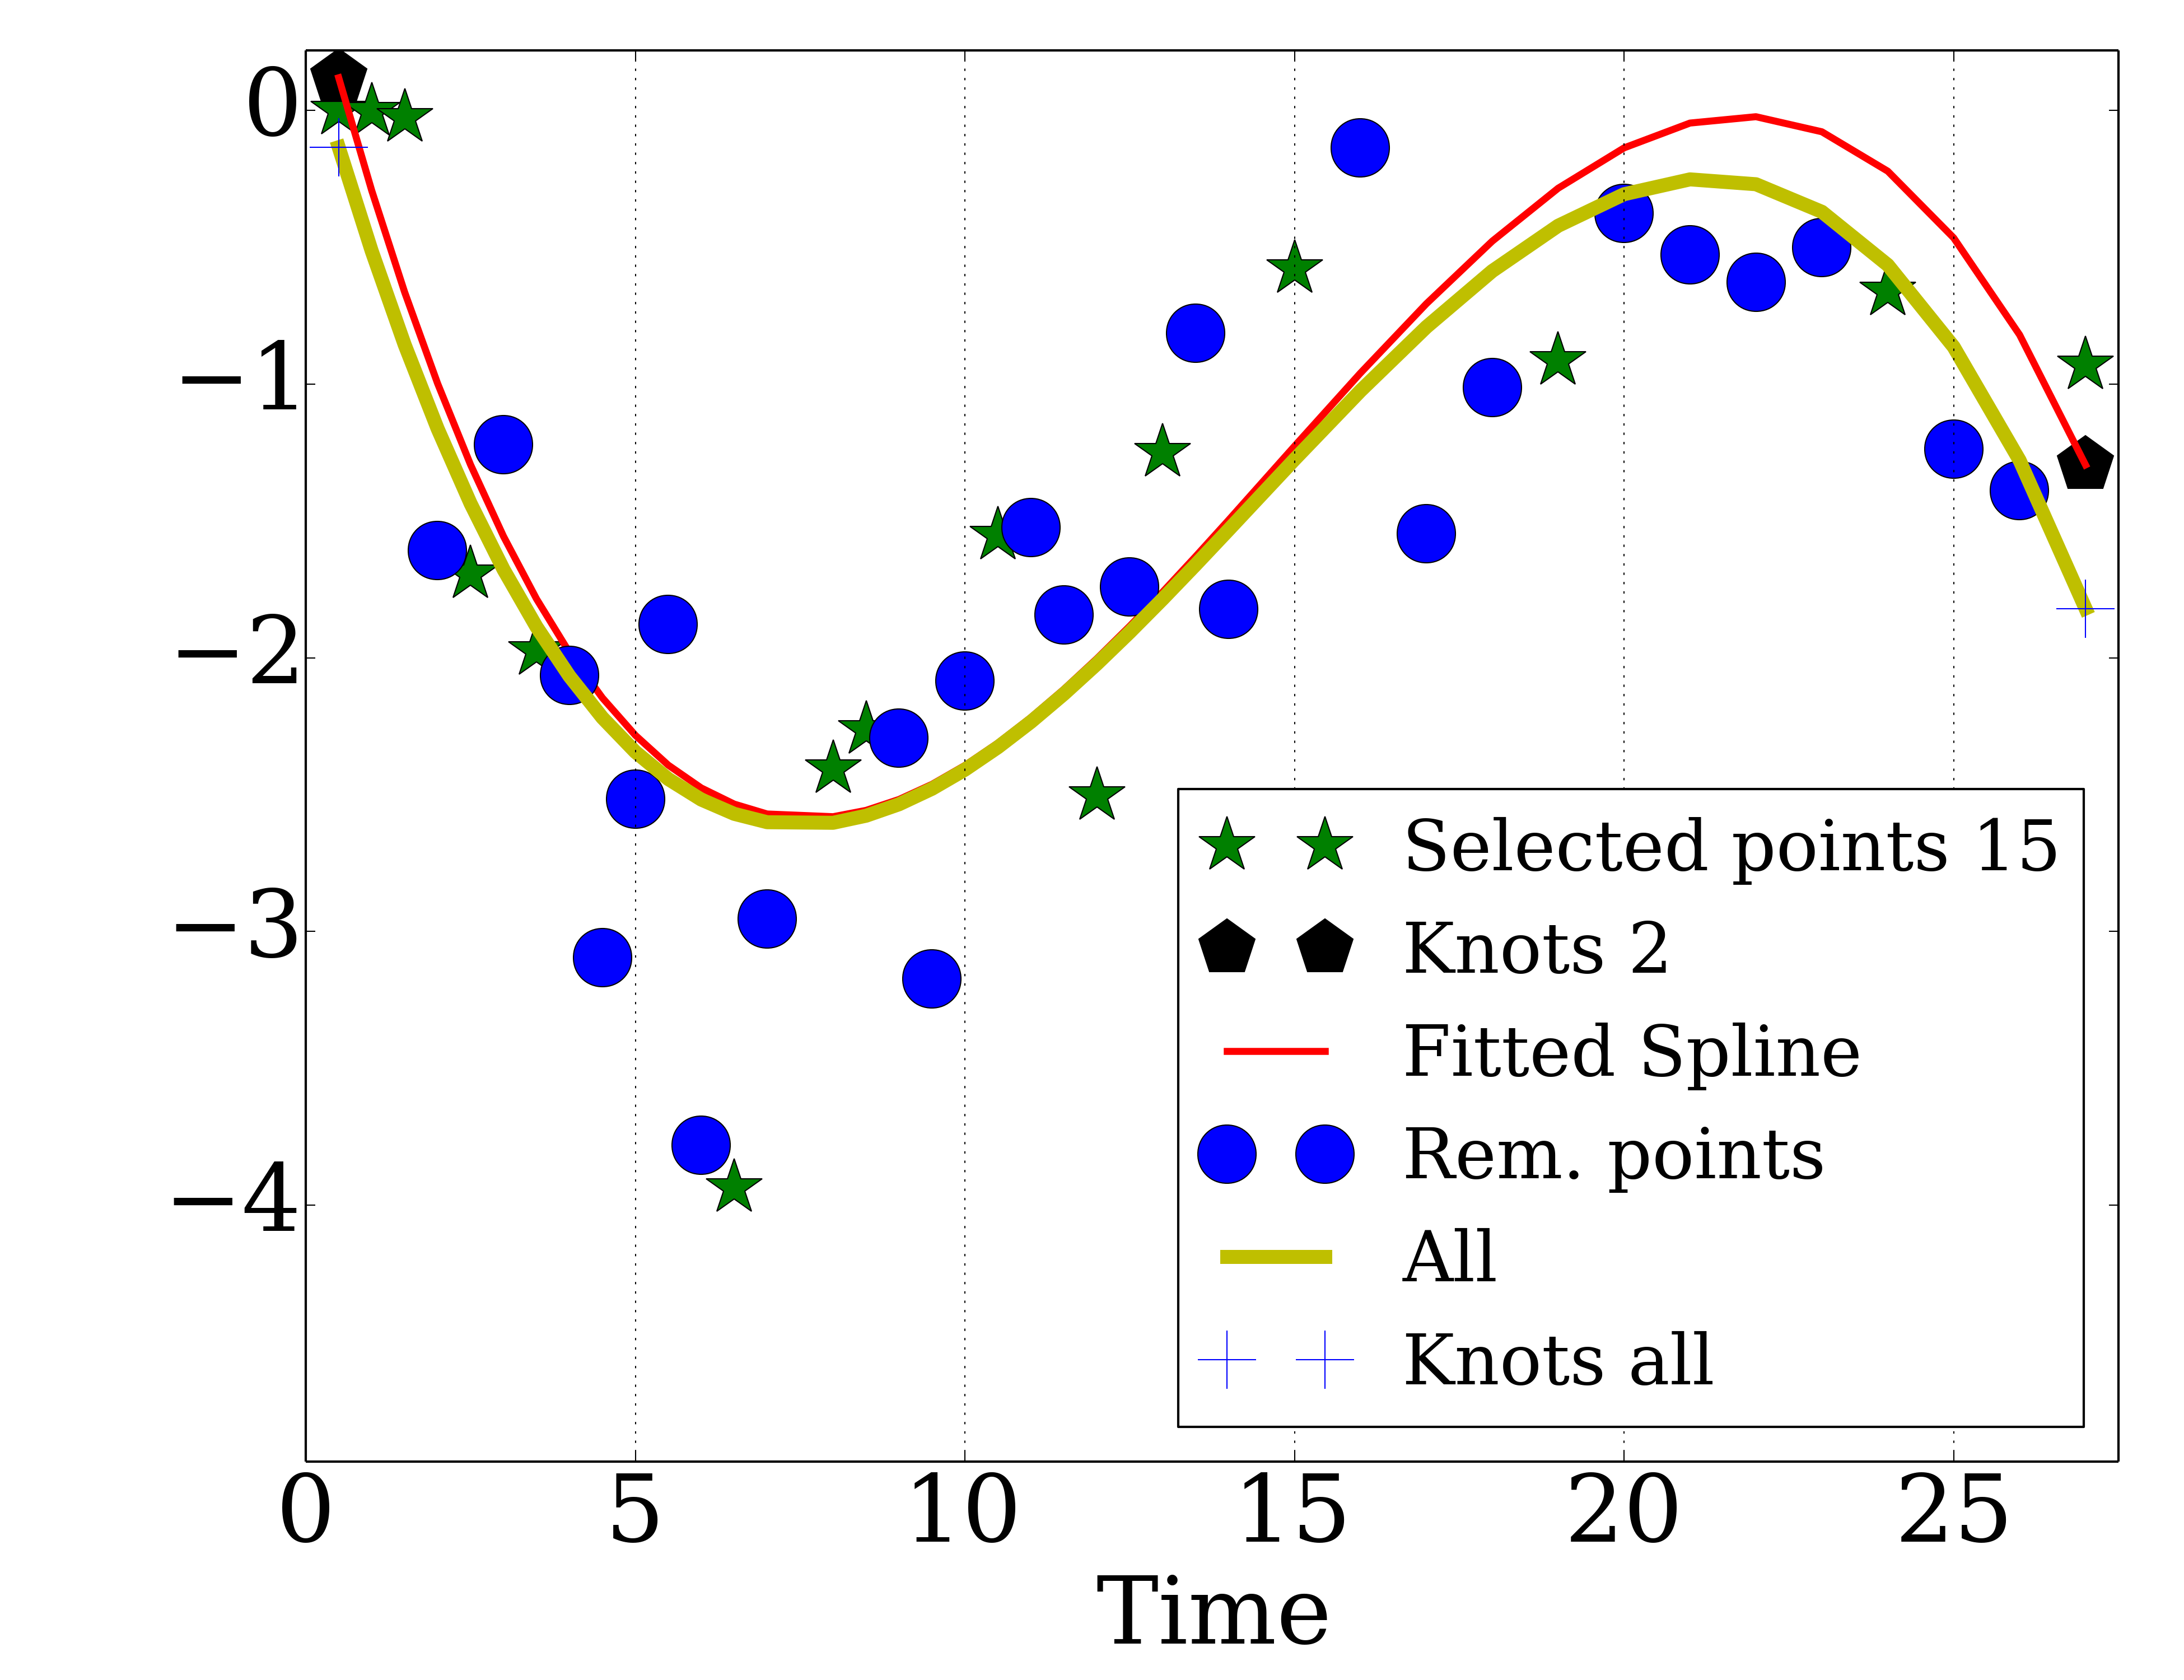 0
−1
−2
−3
−4
Selected points 15
Knots 2
Fitted Spline
Rem. points
All
Knots all
0 5 10 15 20 25
Time